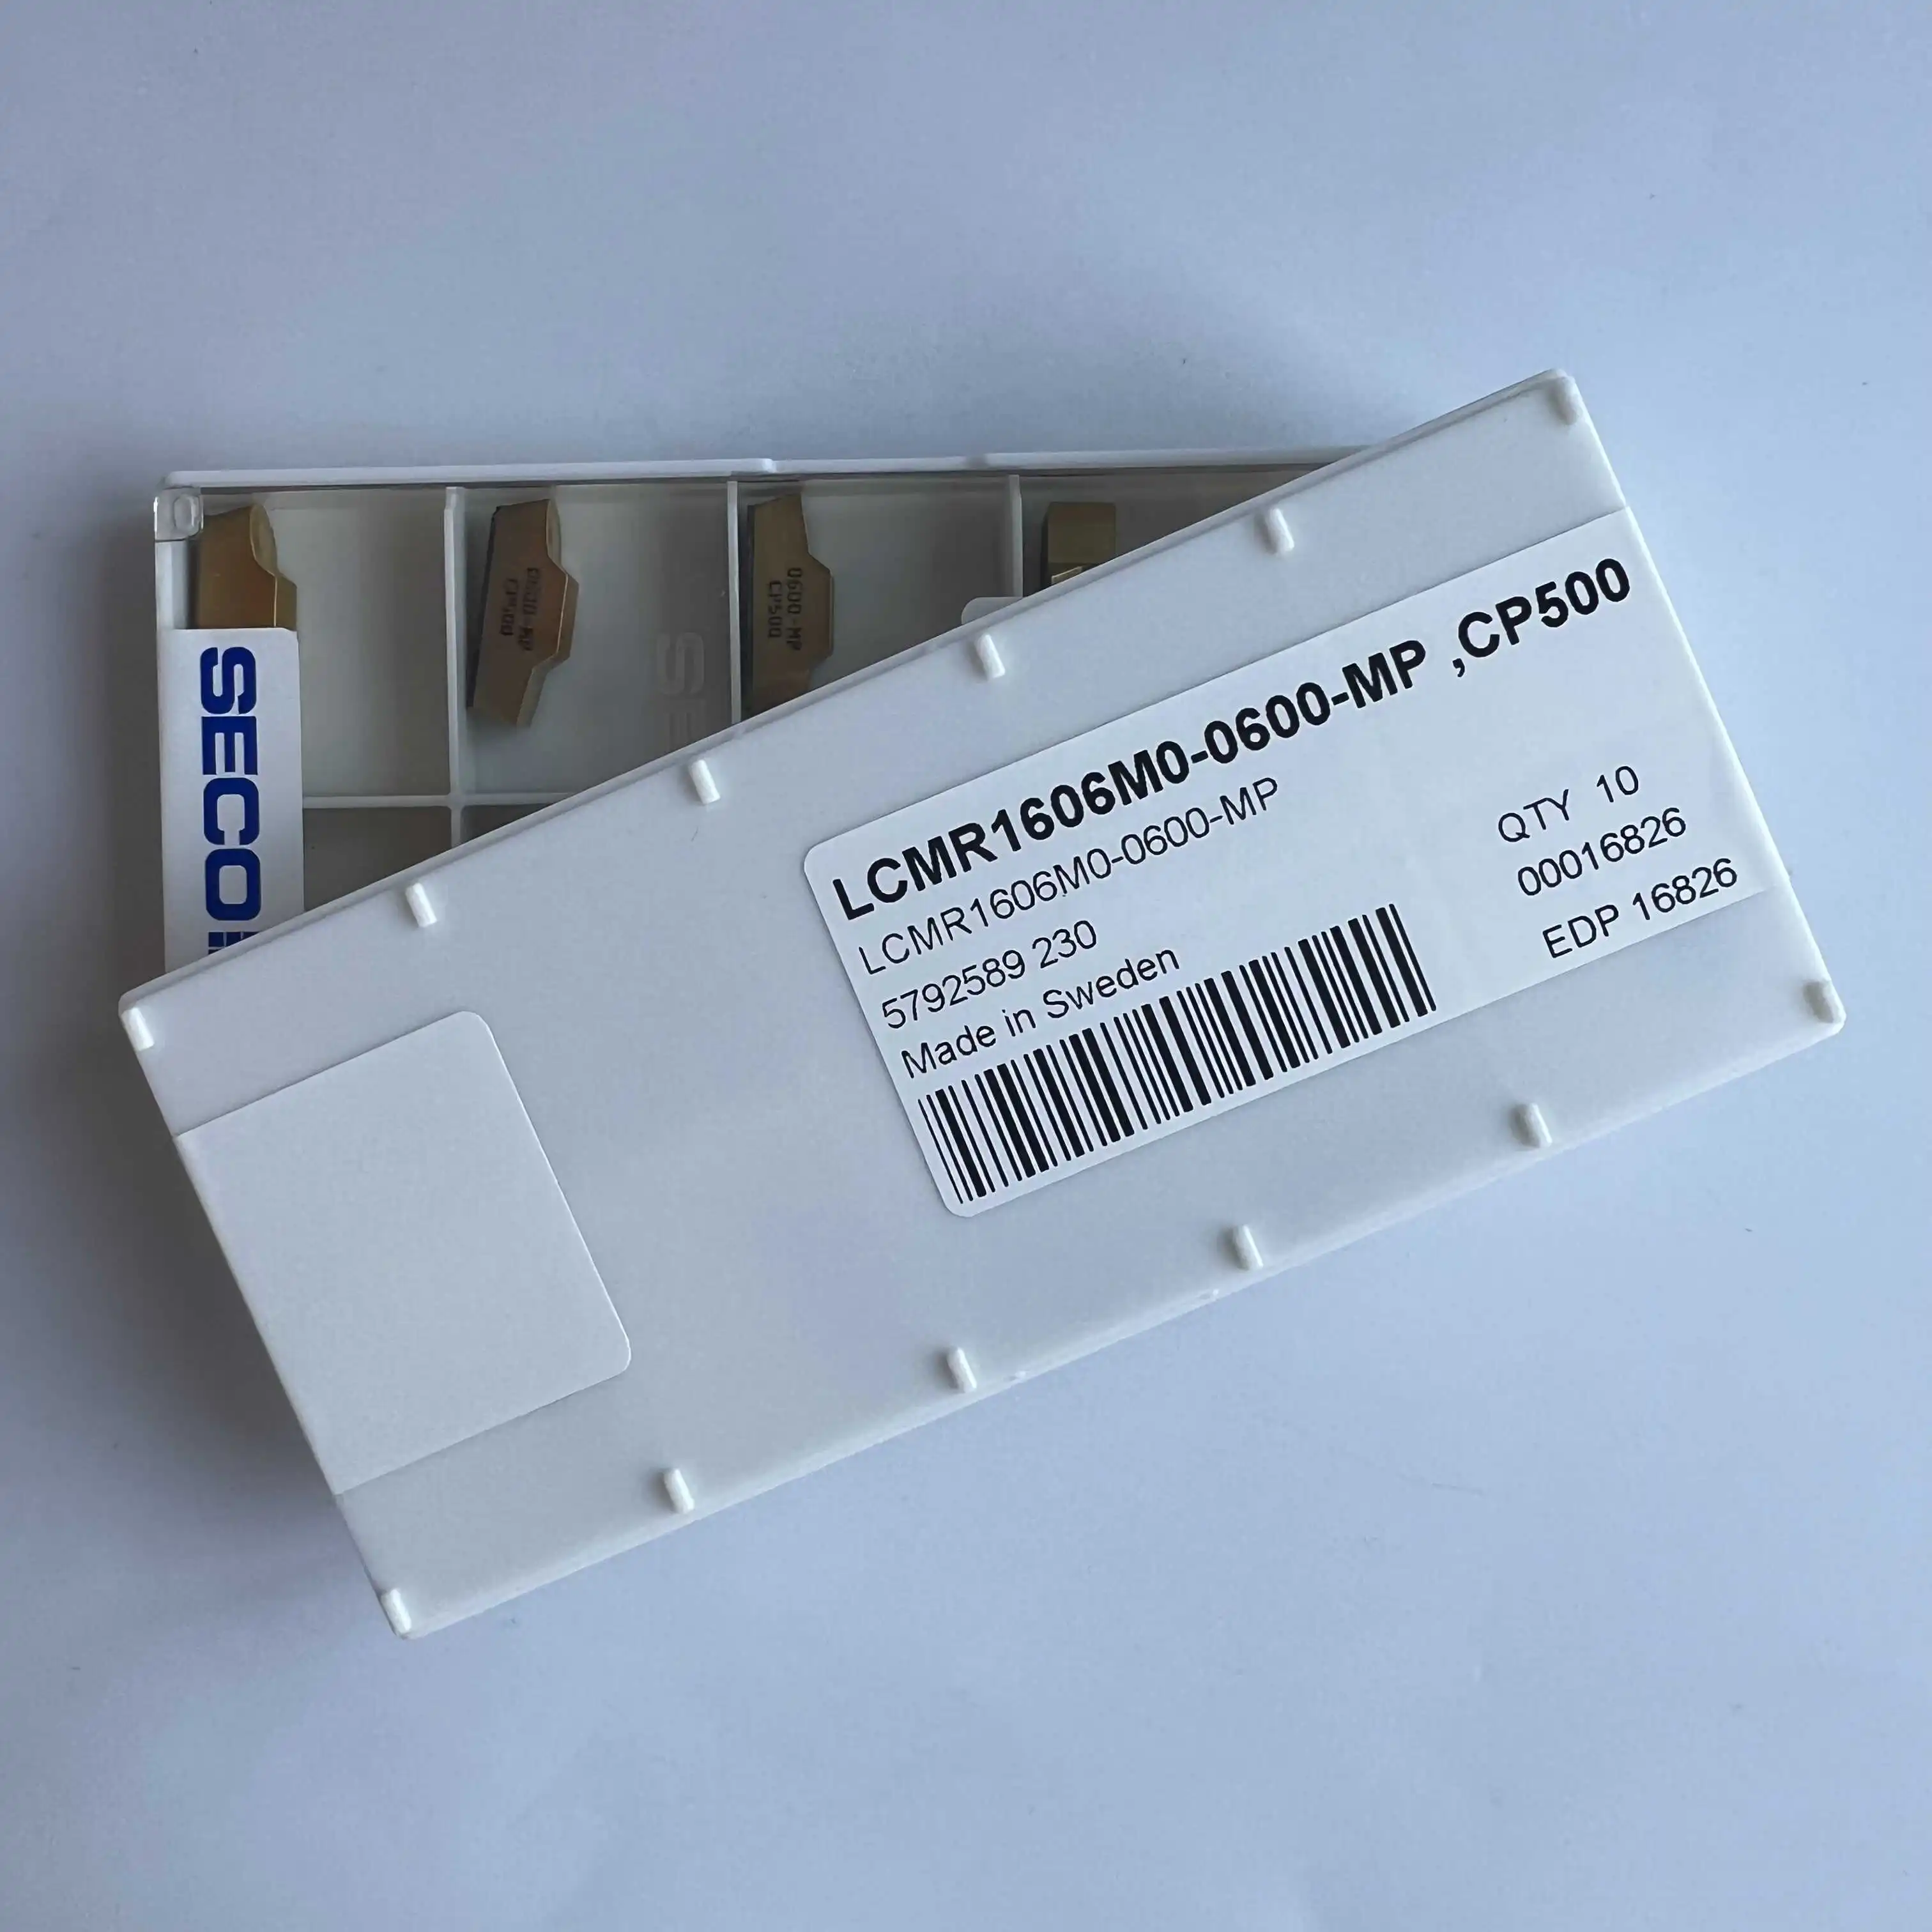 SECO
0600-MP
CP500
0600-MP
CP500
SE
LCMR1606M0-0600-MP ,CP500
LCMR1606M0-0600-MP
5792589 230
Made in Sweden
QTY 10
00016826
EDP 16826